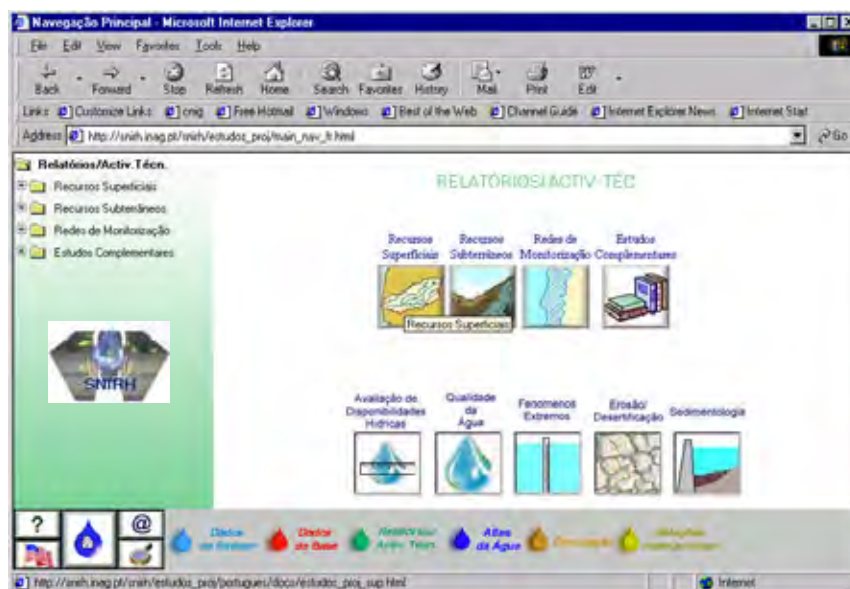 Navegação Principal - Microsoft Internet Explorer
File Edit View Favorites Tools Help
Back Forward Stop Refresh Home Search Favorites History Mail Print Edit
Links Customize Links cnig Free Hotmail Windows Best of the Web Channel Guide Internet Explorer News Internet Start
Address http://snirh.inag.pt/snirh/estudos_proj/main_nav_fr.html Go
Relatórios/Activ.Técn.
Recursos Superficiais
Recursos Subterrâneos
Redes de Monitorização
Estudos Complementares
SNIRH
RELATÓRIOS/ACTIV-TÉC
Recursos Superficiais
Recursos Subterrâneos
Redes de Monitorização
Estudos Complementares
Recursos Superficiais
Avaliação de Disponibilidades Hídricas
Qualidade da Água
Fenomenos Extremos
Erosão/ Desertificação
Sedimentologia
?
@
Dados de Base
Relatórios/ Activ. Técn.
Atlas da Água
http://snirh.inag.pt/snirh/estudos_proj/portugues/docs/estudos_proj_sup.html
Internet